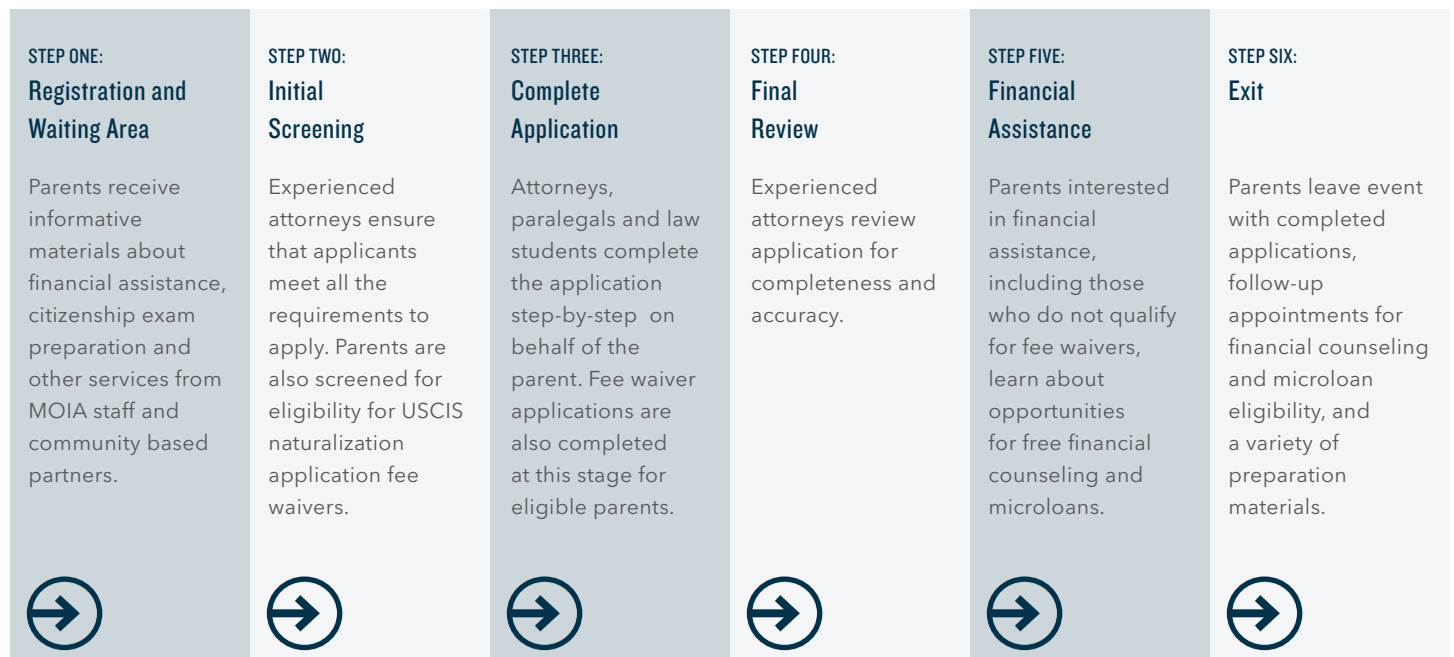 STEP ONE:
Registration and
Waiting Area
Parents receive
informative
materials about
financial assistance,
citizenship exam
preparation and
other services from
MOIA staff and
community based
partners.
STEP TWO:
Initial
Screening
Experienced
attorneys ensure
that applicants
meet all the
requirements to
apply. Parents are
also screened for
eligibility for USCIS
naturalization
application fee
waivers.
STEP THREE:
Complete
Application
Attorneys,
paralegals and law
students complete
the application
step-by-step  on
behalf of the
parent. Fee waiver
applications are
also completed
at this stage for
eligible parents.
STEP FOUR:
Final
Review
Experienced
attorneys review
application for
completeness and
accuracy.
STEP FIVE:
Financial
Assistance
Parents interested
in financial
assistance,
including those
who do not qualify
for fee waivers,
learn about
opportunities
for free financial
counseling and
microloans.
STEP SIX:
Exit
Parents leave event
with completed
applications,
follow-up
appointments for
financial counseling
and microloan
eligibility, and
a variety of
preparation
materials.